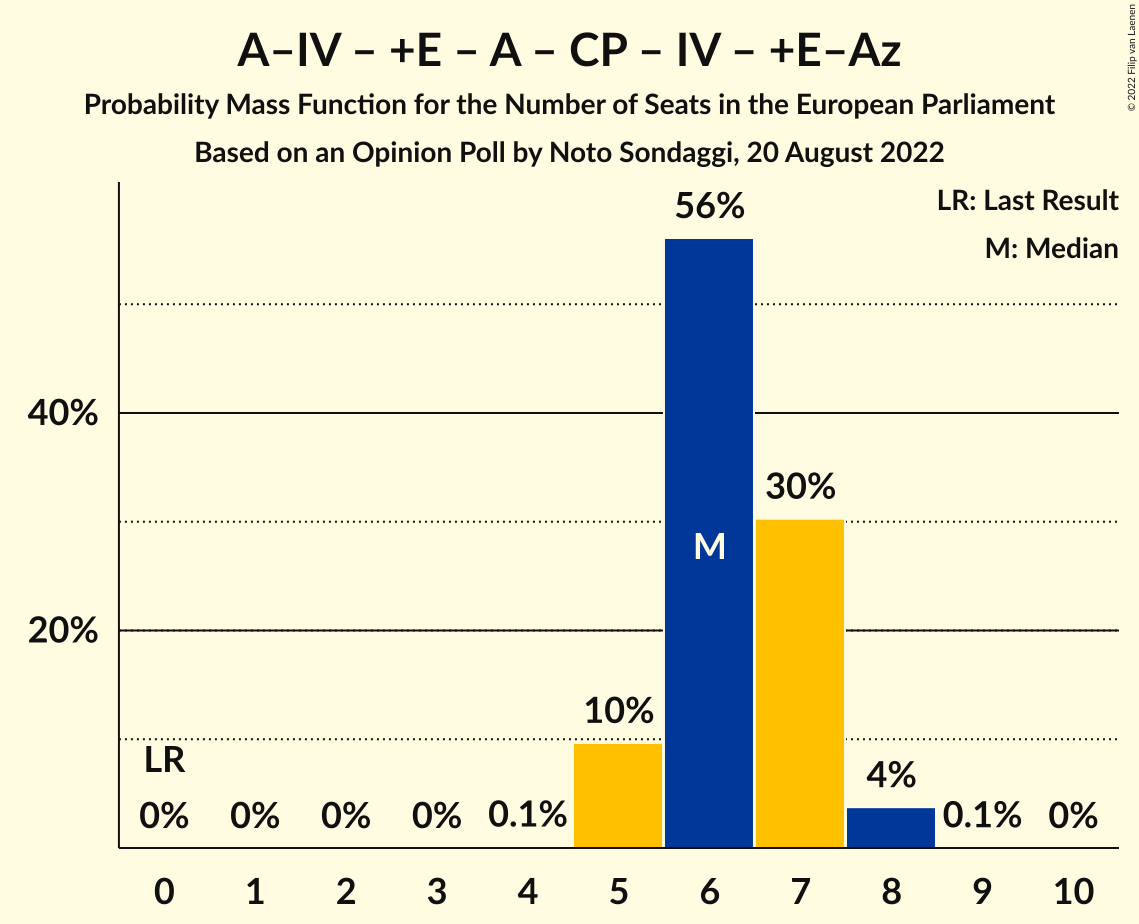 A–IV – +E – A – CP – IV – +E–Az
Probability Mass Function for the Number of Seats in the European Parliament
Based on an Opinion Poll by Noto Sondaggi, 20 August 2022
© 2022 Filip van Laenen
LR: Last Result
M: Median
56%
40%
30%
M
20%
10%
LR
4%
0% 0% 0% 0% 0.1% 0.1% 0%
0 1 2 3 4 5 6 7 8 9 10